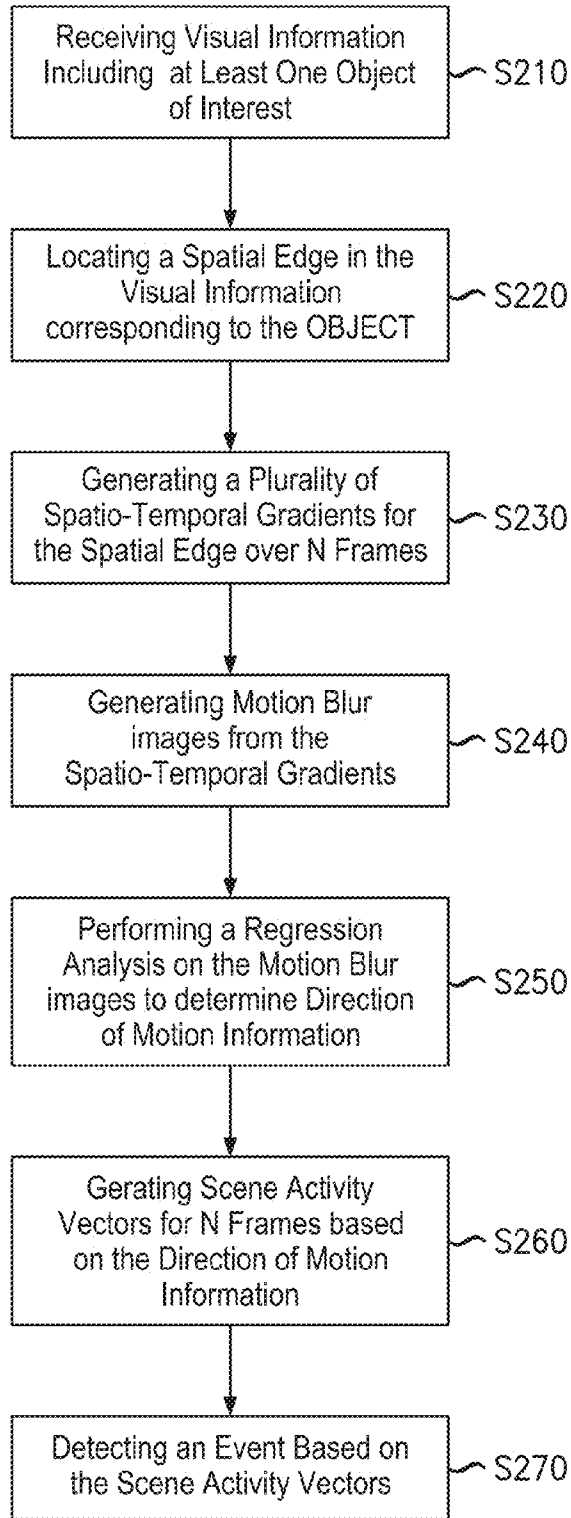 Receiving Visual Information
Including at Least One Object
of Interest
S210
Locating a Spatial Edge in the
Visual Information
corresponding to the OBJECT
S220
Generating a Plurality of
Spatio-Temporal Gradients for
the Spatial Edge over N Frames
S230
Generating Motion Blur
images from the
Spatio-Temporal Gradients
S240
Performing a Regression
Analysis on the Motion Blur
images to determine Direction
of Motion Information
S250
Gerating Scene Activity
Vectors for N Frames based
on the Direction of Motion
Information
S260
Detecting an Event Based on
the Scene Activity Vectors
S270